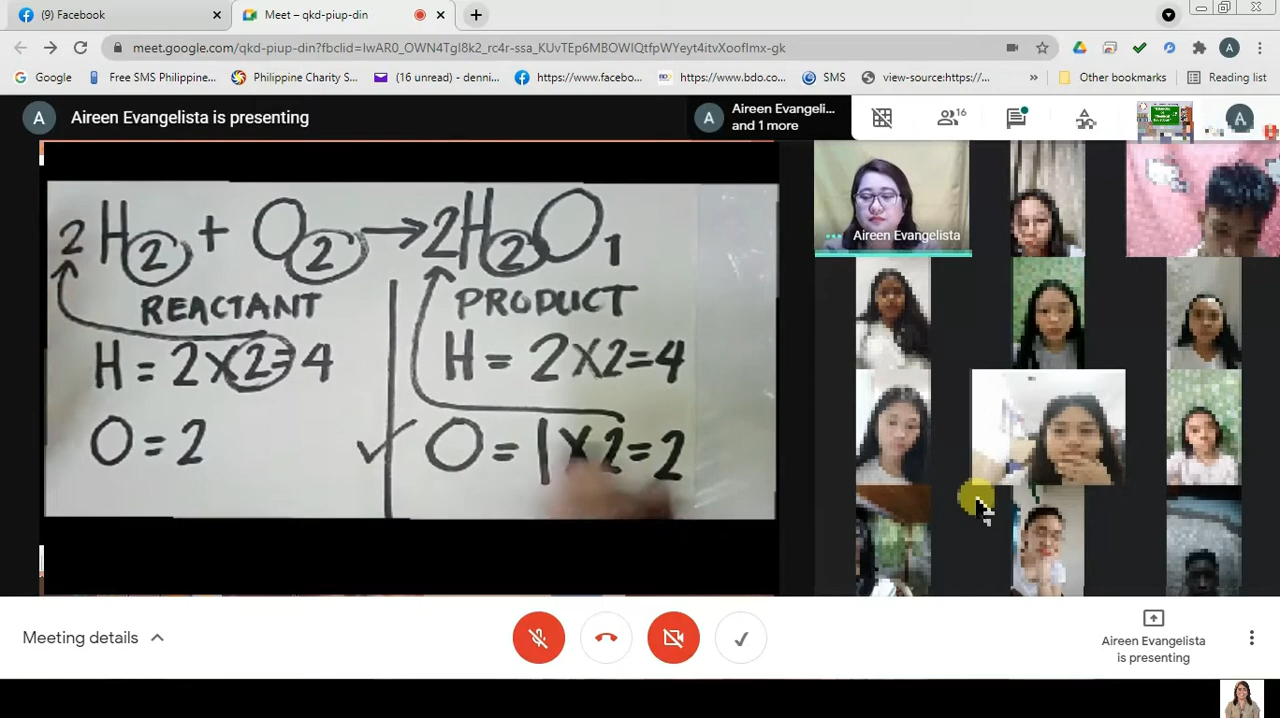 (9) Facebook
Meet – qkd-piup-din
meet.google.com/qkd-piup-din?fbclid=IwAR0_OWN4TgI8k2_rc4r-ssa_KUvTEp6MBOWIQtfpWYeyt4itvXoofImx-gk
A
Google
Free SMS Philippine...
Philippine Charity S...
(16 unread) - denni...
https://www.facebo...
https://www.bdo.co...
SMS
view-source:https://...
»
Other bookmarks
Reading list
A
Aireen Evangelista is presenting
A
Aireen Evangeli...
and 1 more
16
A
2H2 + O2 → 2H2O1
REACTANT
PRODUCT
H = 2X2=4
H = 2X2=4
O = 2
✓
O = 1X2=2
Aireen Evangelista
Meeting details
Aireen Evangelista
is presenting